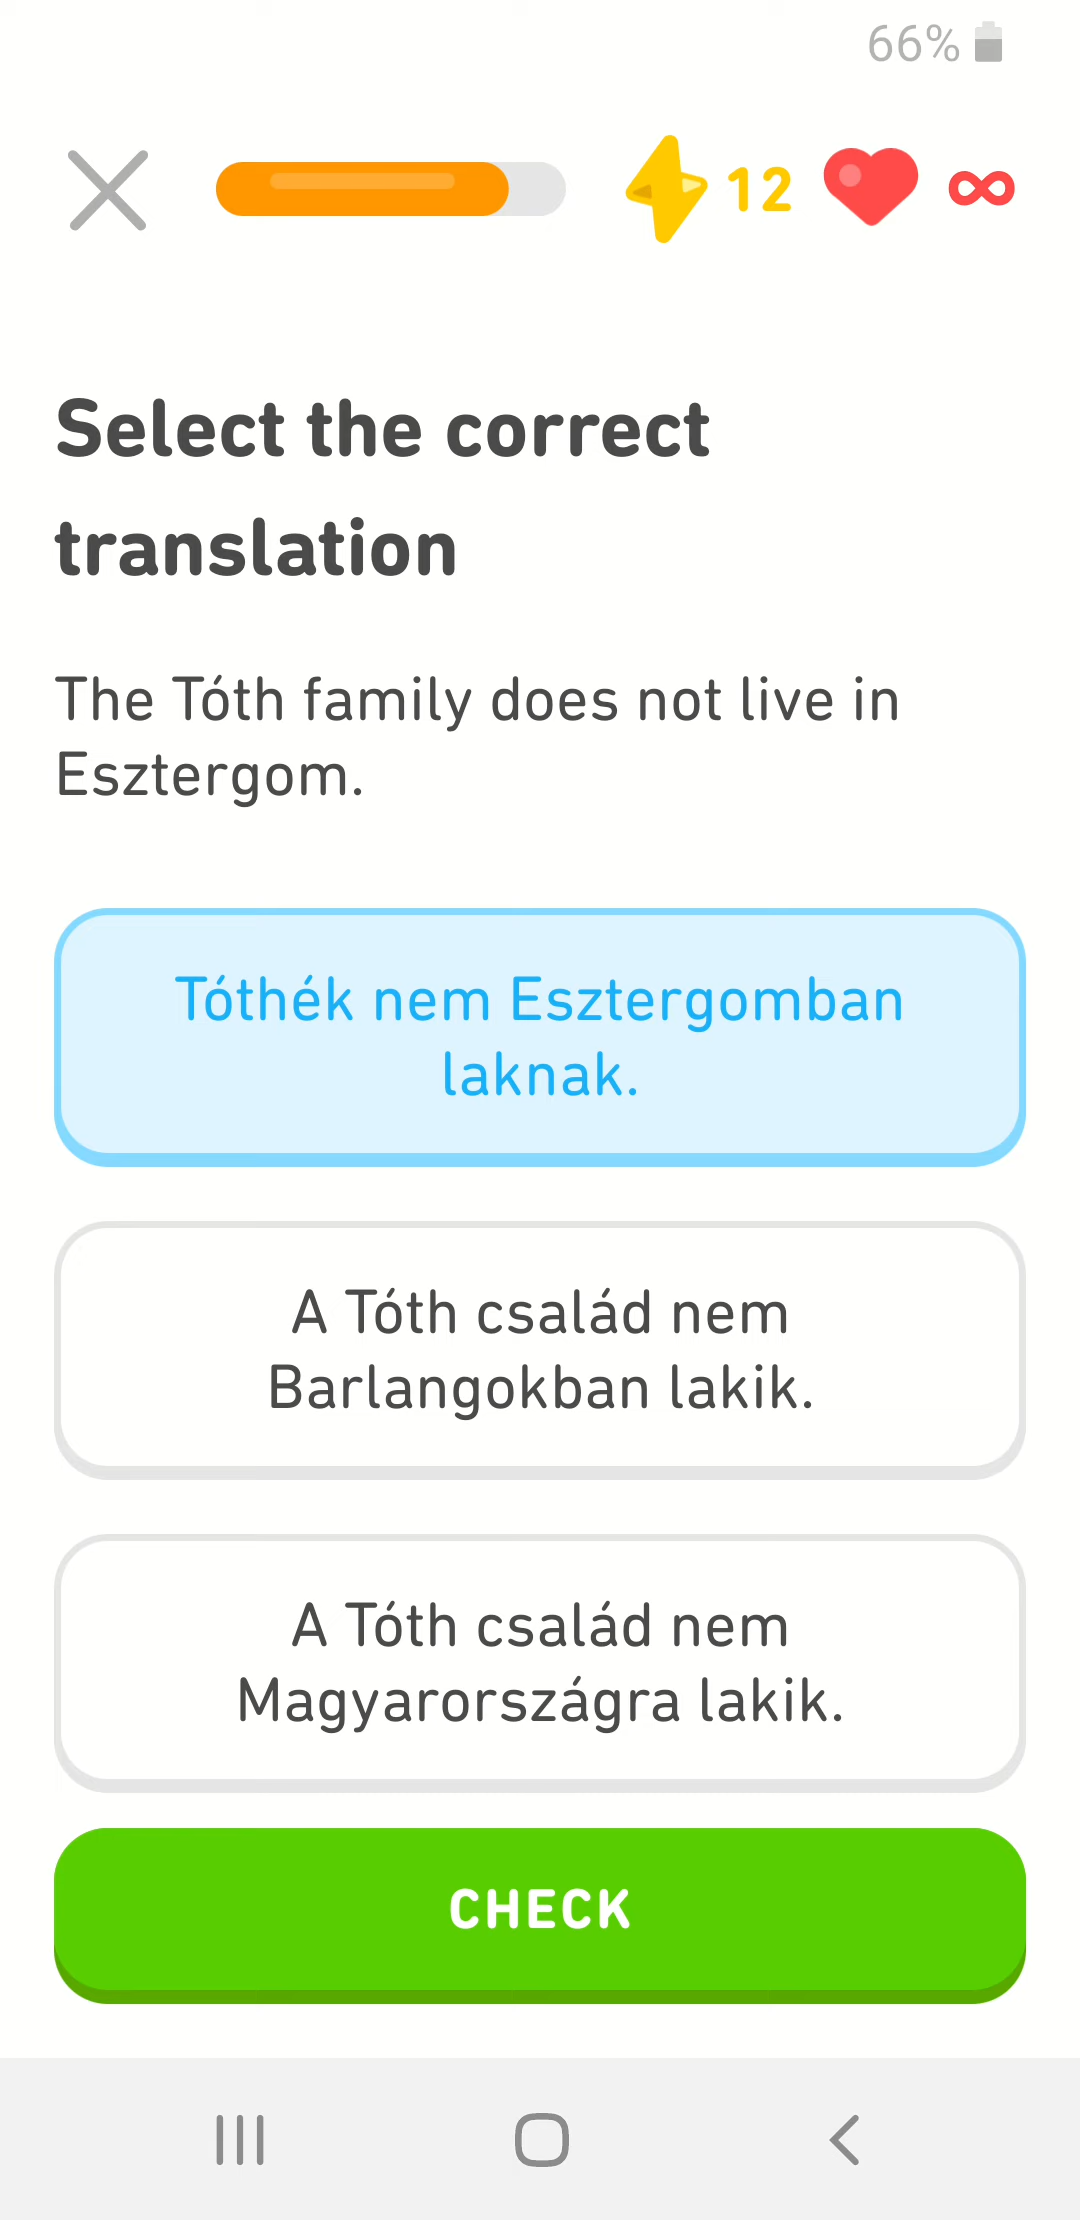 66%
12
Select the correct
translation
The Tóth family does not live in
Esztergom.
Tóthék nem Esztergomban
laknak.
A Tóth család nem
Barlangokban lakik.
A Tóth család nem
Magyarországra lakik.
CHECK